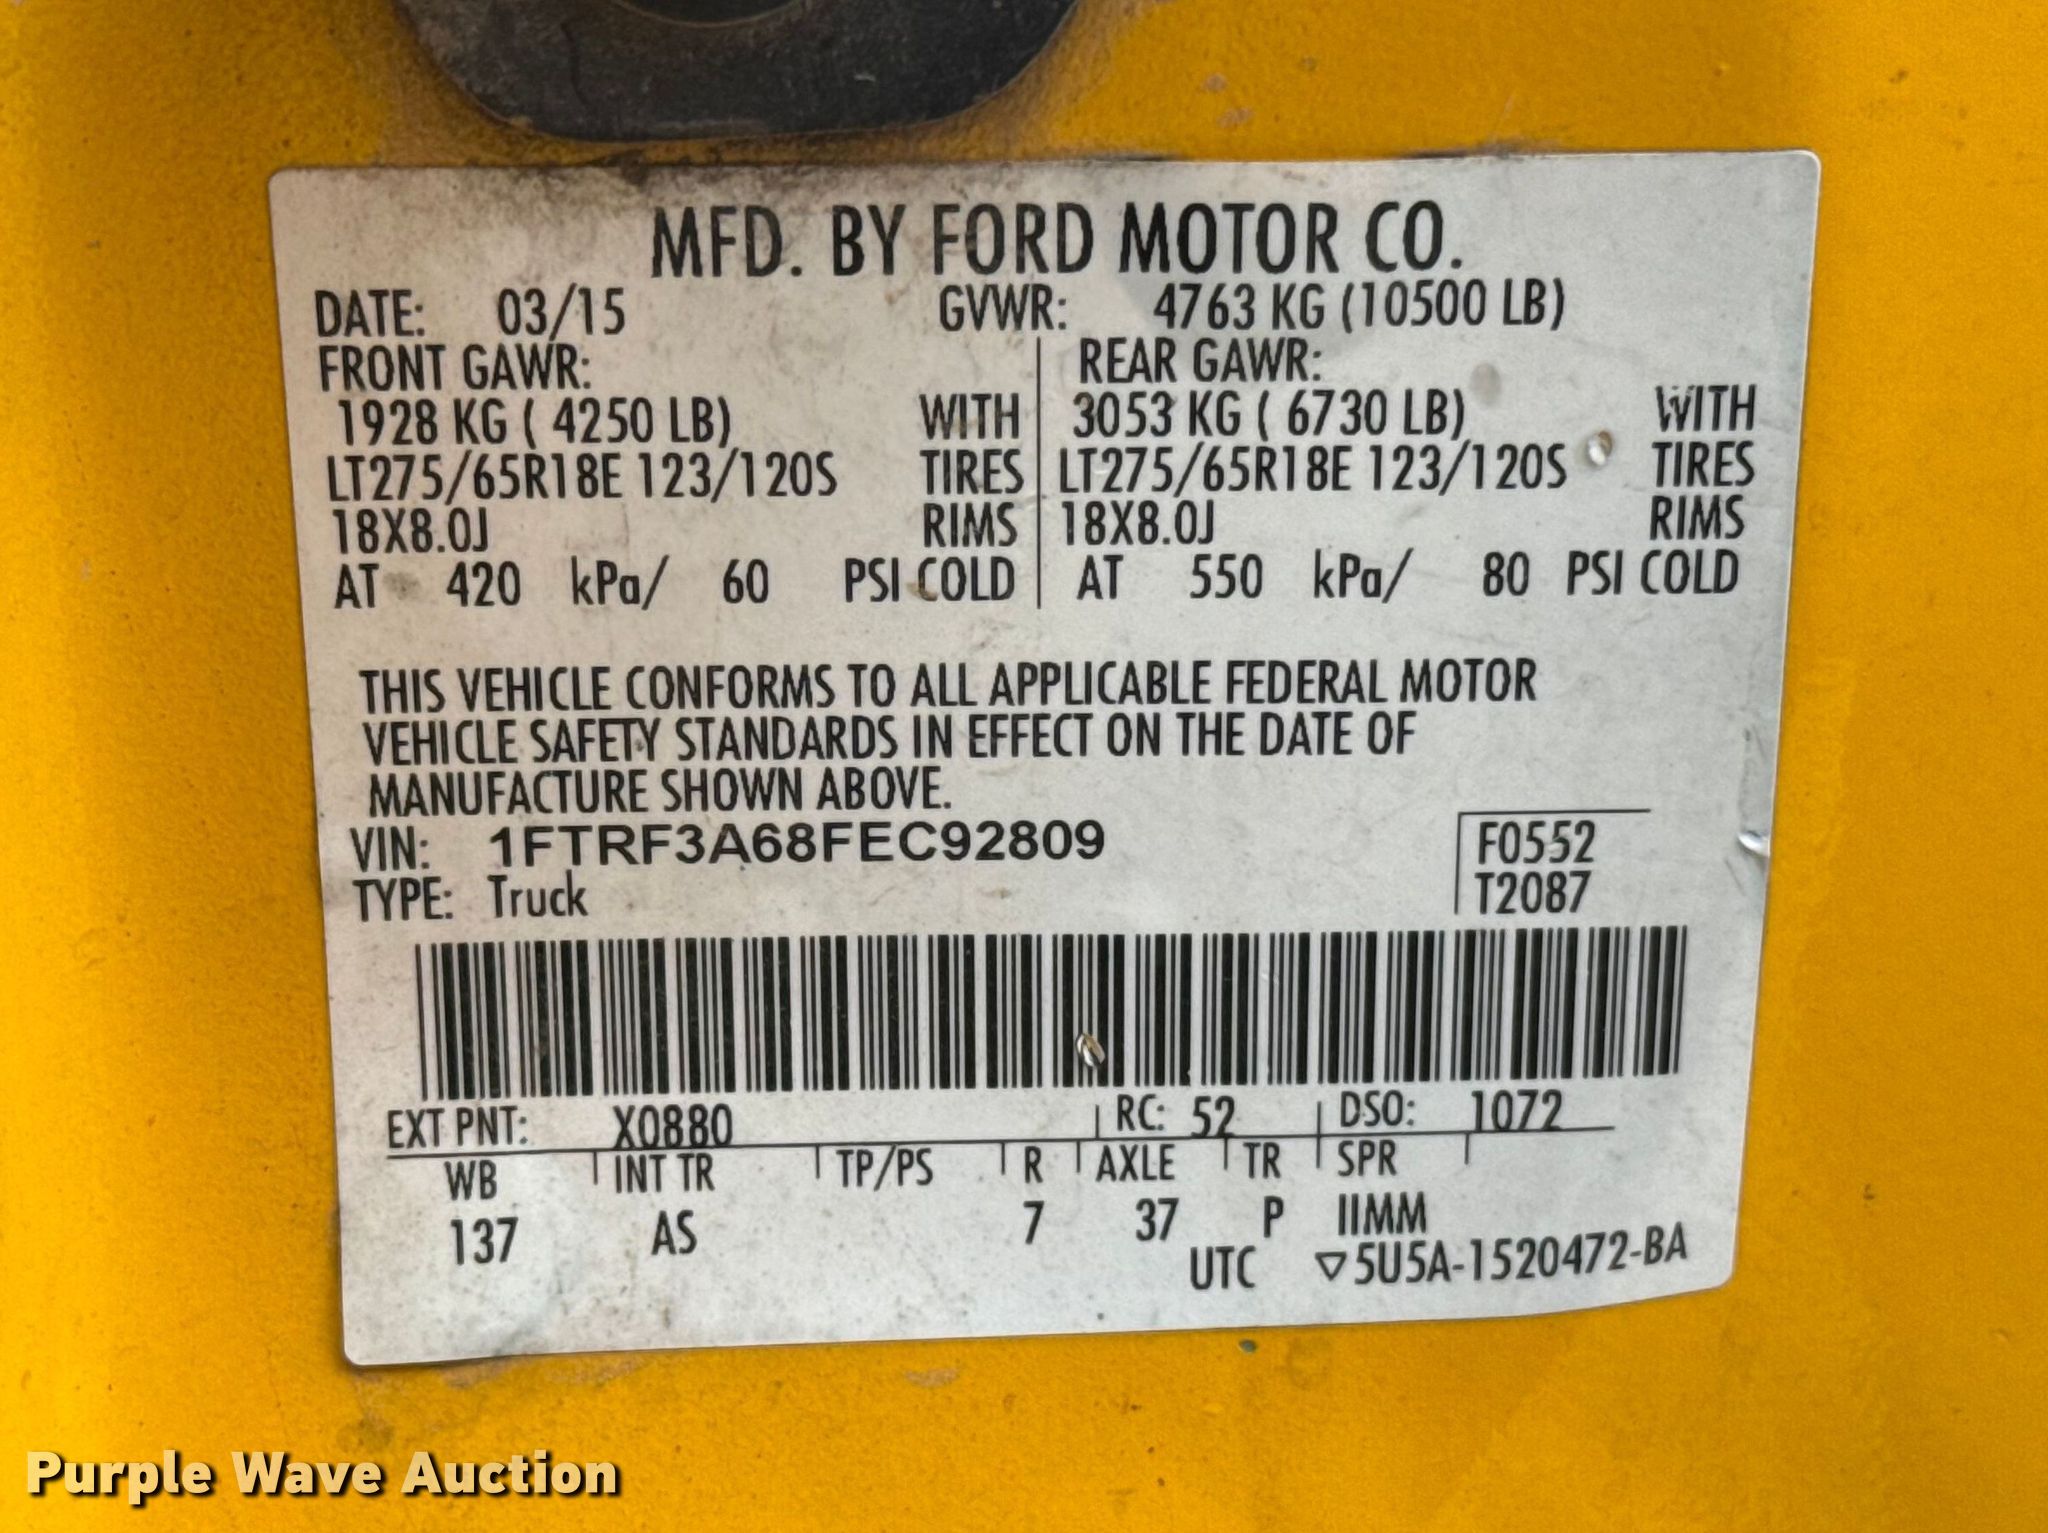 MFD. BY FORD MOTOR CO.
DATE: 03/15 GVWR: 4763 KG (10500 LB)
FRONT GAWR: REAR GAWR:
1928 KG ( 4250 LB) WITH 3053 KG ( 6730 LB) WITH
LT275/65R18E 123/120S TIRES LT275/65R18E 123/120S TIRES
18X8.0J RIMS 18X8.0J RIMS
AT 420 kPa/ 60 PSI COLD AT 550 kPa/ 80 PSI COLD
THIS VEHICLE CONFORMS TO ALL APPLICABLE FEDERAL MOTOR
VEHICLE SAFETY STANDARDS IN EFFECT ON THE DATE OF
MANUFACTURE SHOWN ABOVE.
VIN: 1FTRF3A68FEC92809 F0552
TYPE: Truck T2087
EXT PNT: X0880 RC: 52 DSO: 1072
WB INT TR TP/PS R AXLE TR SPR
137 AS 7 37 P IIMM
UTC ▽5U5A-1520472-BA
Purple Wave Auction